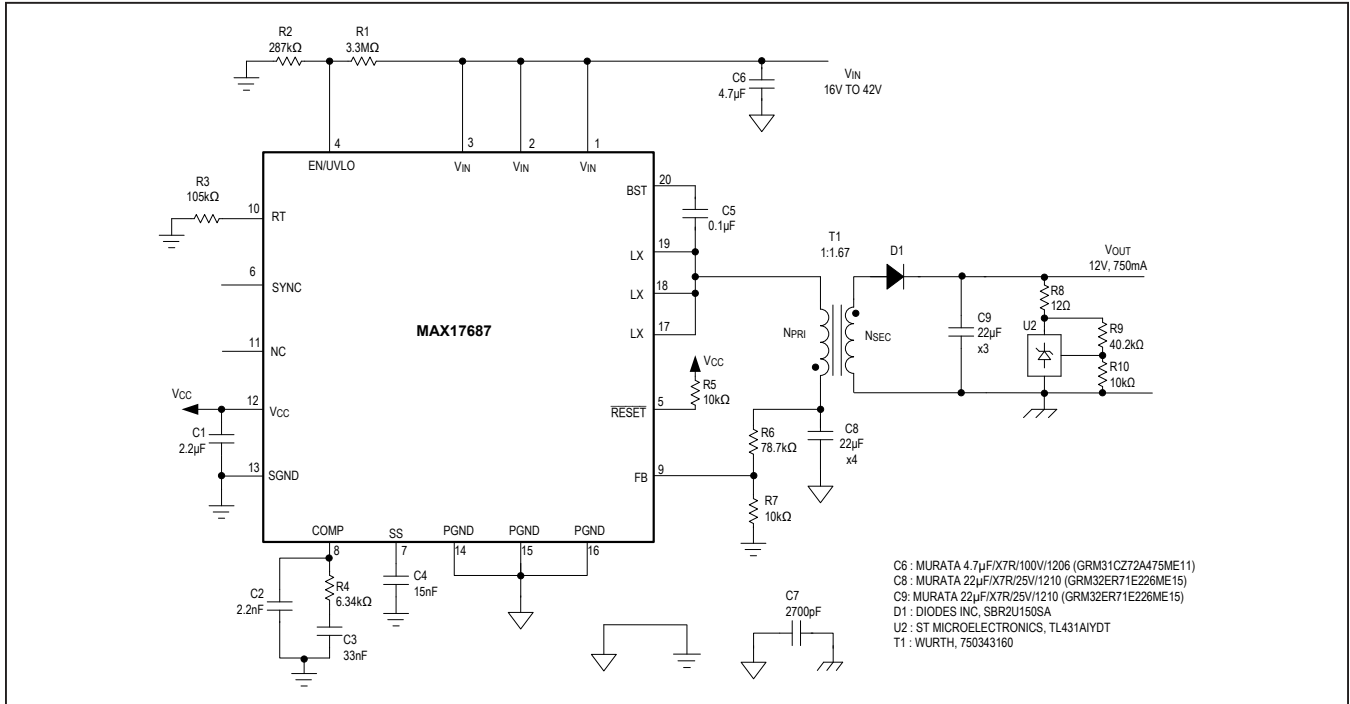 R2
287kΩ
R1
3.3MΩ
VIN
16V TO 42V
C6
4.7µF
4
3
2
1
EN/UVLO
VIN
VIN
VIN
R3
105kΩ
10
RT
20
BST
C5
0.1µF
19
LX
T1
1:1.67
D1
VOUT
12V, 750mA
6
SYNC
18
LX
R8
12Ω
MAX17687
17
LX
NPRI
NSEC
C9
22µF
x3
U2
R9
40.2kΩ
11
NC
VCC
R10
10kΩ
VCC
12
VCC
R5
10kΩ
5
RESET
C1
2.2µF
R6
78.7kΩ
C8
22µF
x4
13
SGND
9
FB
R7
10kΩ
COMP
SS
PGND
PGND
PGND
8
7
14
15
16
C2
2.2nF
R4
6.34kΩ
C4
15nF
C3
33nF
C7
2700pF
C6 : MURATA 4.7µF/X7R/100V/1206 (GRM31CZ72A475ME11)
C8 : MURATA 22µF/X7R/25V/1210 (GRM32ER71E226ME15)
C9: MURATA 22µF/X7R/25V/1210 (GRM32ER71E226ME15)
D1 : DIODES INC, SBR2U150SA
U2 : ST MICROELECTRONICS, TL431AIYDT
T1 : WURTH, 750343160